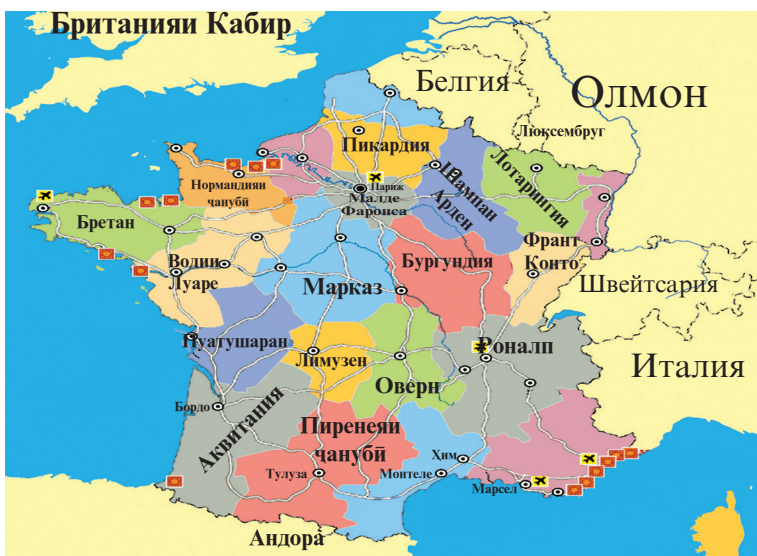 Британияи Кабир
Белгия
Олмон
Люксембруг
Пикардия
Париж
Малде
Фаронса
Шампан
Арден
Лотарингия
Нормандияи
ҷанубӣ
Бретан
Водии
Луаре
Марказ
Бургундия
Франт
Конто
Швейтсария
Пуатушаран
Лимузен
Оверн
Роналп
Италия
Бордо
Аквитания
Пиренеяи
ҷанубӣ
Тулуза
Монтеле
Хим
Марсел
Андора